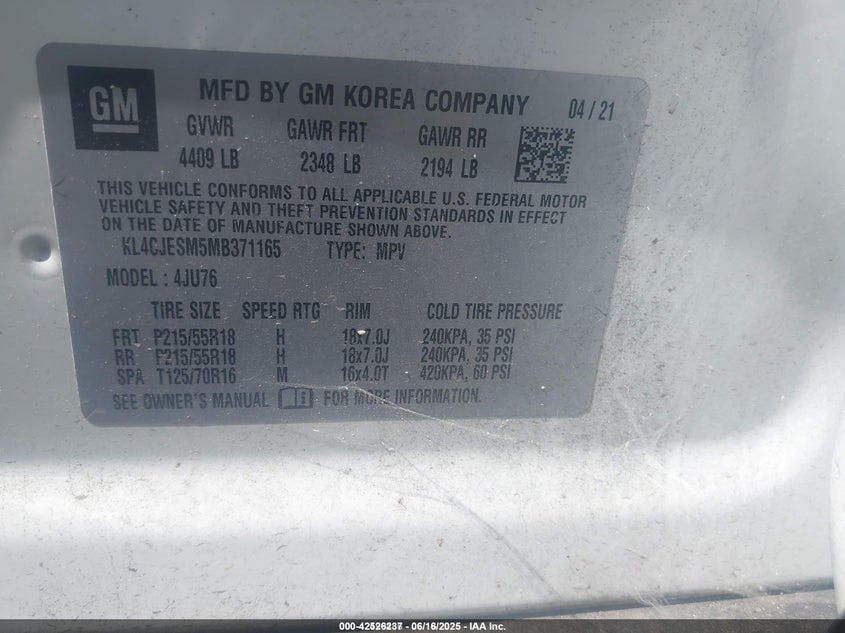 GM
MFD BY GM KOREA COMPANY 04/21
GVWR GAWR FRT GAWR RR
4409 LB 2348 LB 2194 LB
THIS VEHICLE CONFORMS TO ALL APPLICABLE U.S. FEDERAL MOTOR
VEHICLE SAFETY AND THEFT PREVENTION STANDARDS IN EFFECT
ON THE DATE OF MANUFACTURE SHOWN ABOVE.
KL4CJESM5MB371165 TYPE: MPV
MODEL : 4JU76
TIRE SIZE SPEED RTG RIM COLD TIRE PRESSURE
FRT P215/55R18 H 18x7.0J 240KPA, 35 PSI
RR P215/55R18 H 18x7.0J 240KPA, 35 PSI
SPA T125/70R16 M 16x4.0T 420KPA, 60 PSI
SEE OWNER'S MANUAL FOR MORE INFORMATION.
06/16/2025 - IAA Inc.